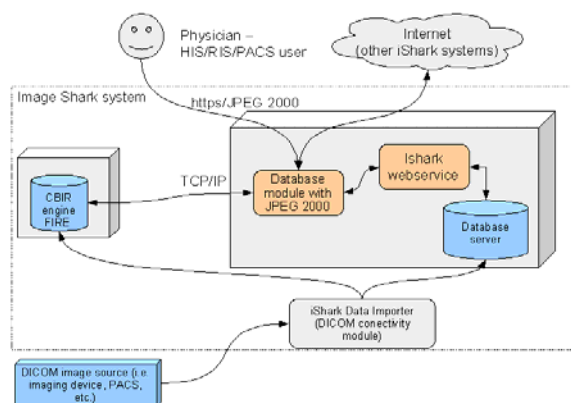 Physician –
HIS/RIS/PACS user
Internet
(other iShark systems)
Image Shark system
https/JPEG 2000
TCP/IP
CBIR
engine
FIRE
Database
module with
JPEG 2000
Ishark
webservice
Database
server
iShark Data Importer
(DICOM conectivity
module)
DICOM image source (i.e.
imaging device, PACS,
etc.)